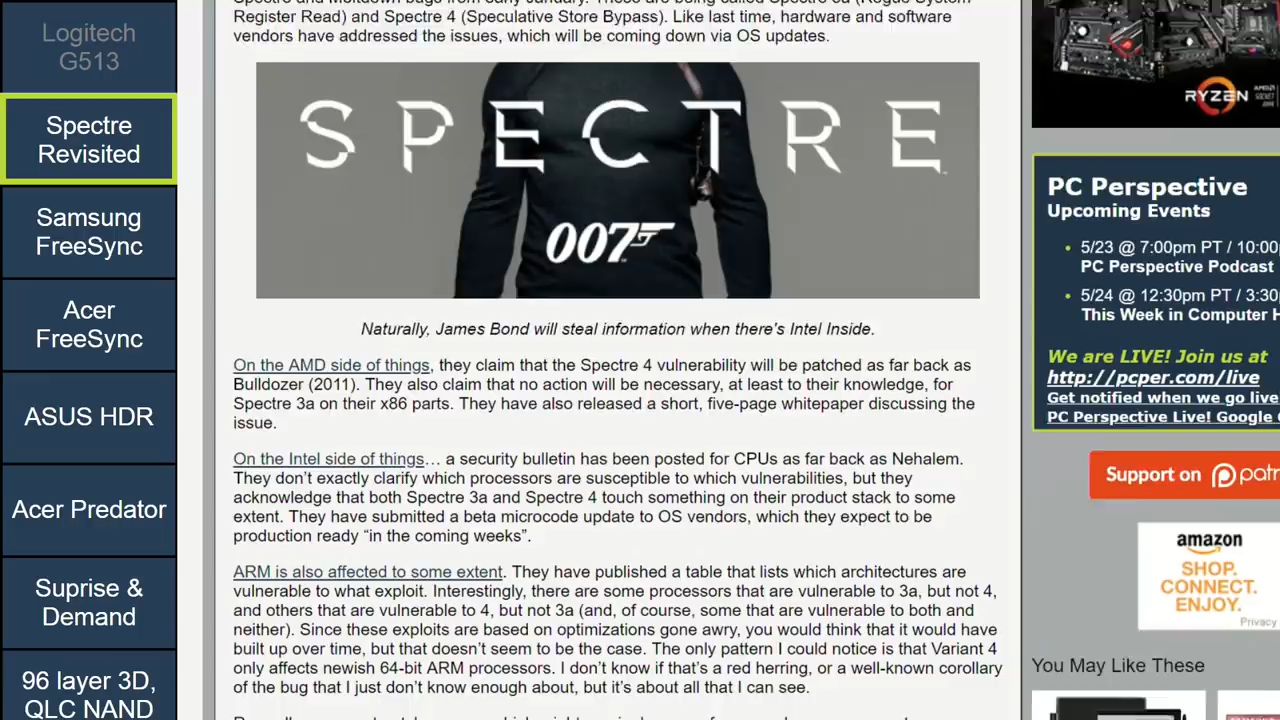 Logitech
G513
Spectre
Revisited
Samsung
FreeSync
Acer
FreeSync
ASUS HDR
Acer Predator
Suprise &
Demand
96 layer 3D,
QLC NAND
Register Read) and Spectre 4 (Speculative Store Bypass). Like last time, hardware and software
vendors have addressed the issues, which will be coming down via OS updates.
SPECTRE
007
Naturally, James Bond will steal information when there's Intel Inside.
On the AMD side of things, they claim that the Spectre 4 vulnerability will be patched as far back as
Bulldozer (2011). They also claim that no action will be necessary, at least to their knowledge, for
Spectre 3a on their x86 parts. They have also released a short, five-page whitepaper discussing the
issue.
On the Intel side of things… a security bulletin has been posted for CPUs as far back as Nehalem.
They don't exactly clarify which processors are susceptible to which vulnerabilities, but they
acknowledge that both Spectre 3a and Spectre 4 touch something on their product stack to some
extent. They have submitted a beta microcode update to OS vendors, which they expect to be
production ready “in the coming weeks”.
ARM is also affected to some extent. They have published a table that lists which architectures are
vulnerable to what exploit. Interestingly, there are some processors that are vulnerable to 3a, but not 4,
and others that are vulnerable to 4, but not 3a (and, of course, some that are vulnerable to both and
neither). Since these exploits are based on optimizations gone awry, you would think that it would have
built up over time, but that doesn't seem to be the case. The only pattern I could notice is that Variant 4
only affects newish 64-bit ARM processors. I don't know if that's a red herring, or a well-known corollary
of the bug that I just don't know enough about, but it's about all that I can see.
RYZEN
PC Perspective
Upcoming Events
5/23 @ 7:00pm PT / 10:00p
PC Perspective Podcast
5/24 @ 12:30pm PT / 3:30p
This Week in Computer H
We are LIVE! Join us at
http://pcper.com/live
Get notified when we go live
PC Perspective Live! Google C
Support on patr
amazon
SHOP.
CONNECT.
ENJOY.
Privacy
You May Like These